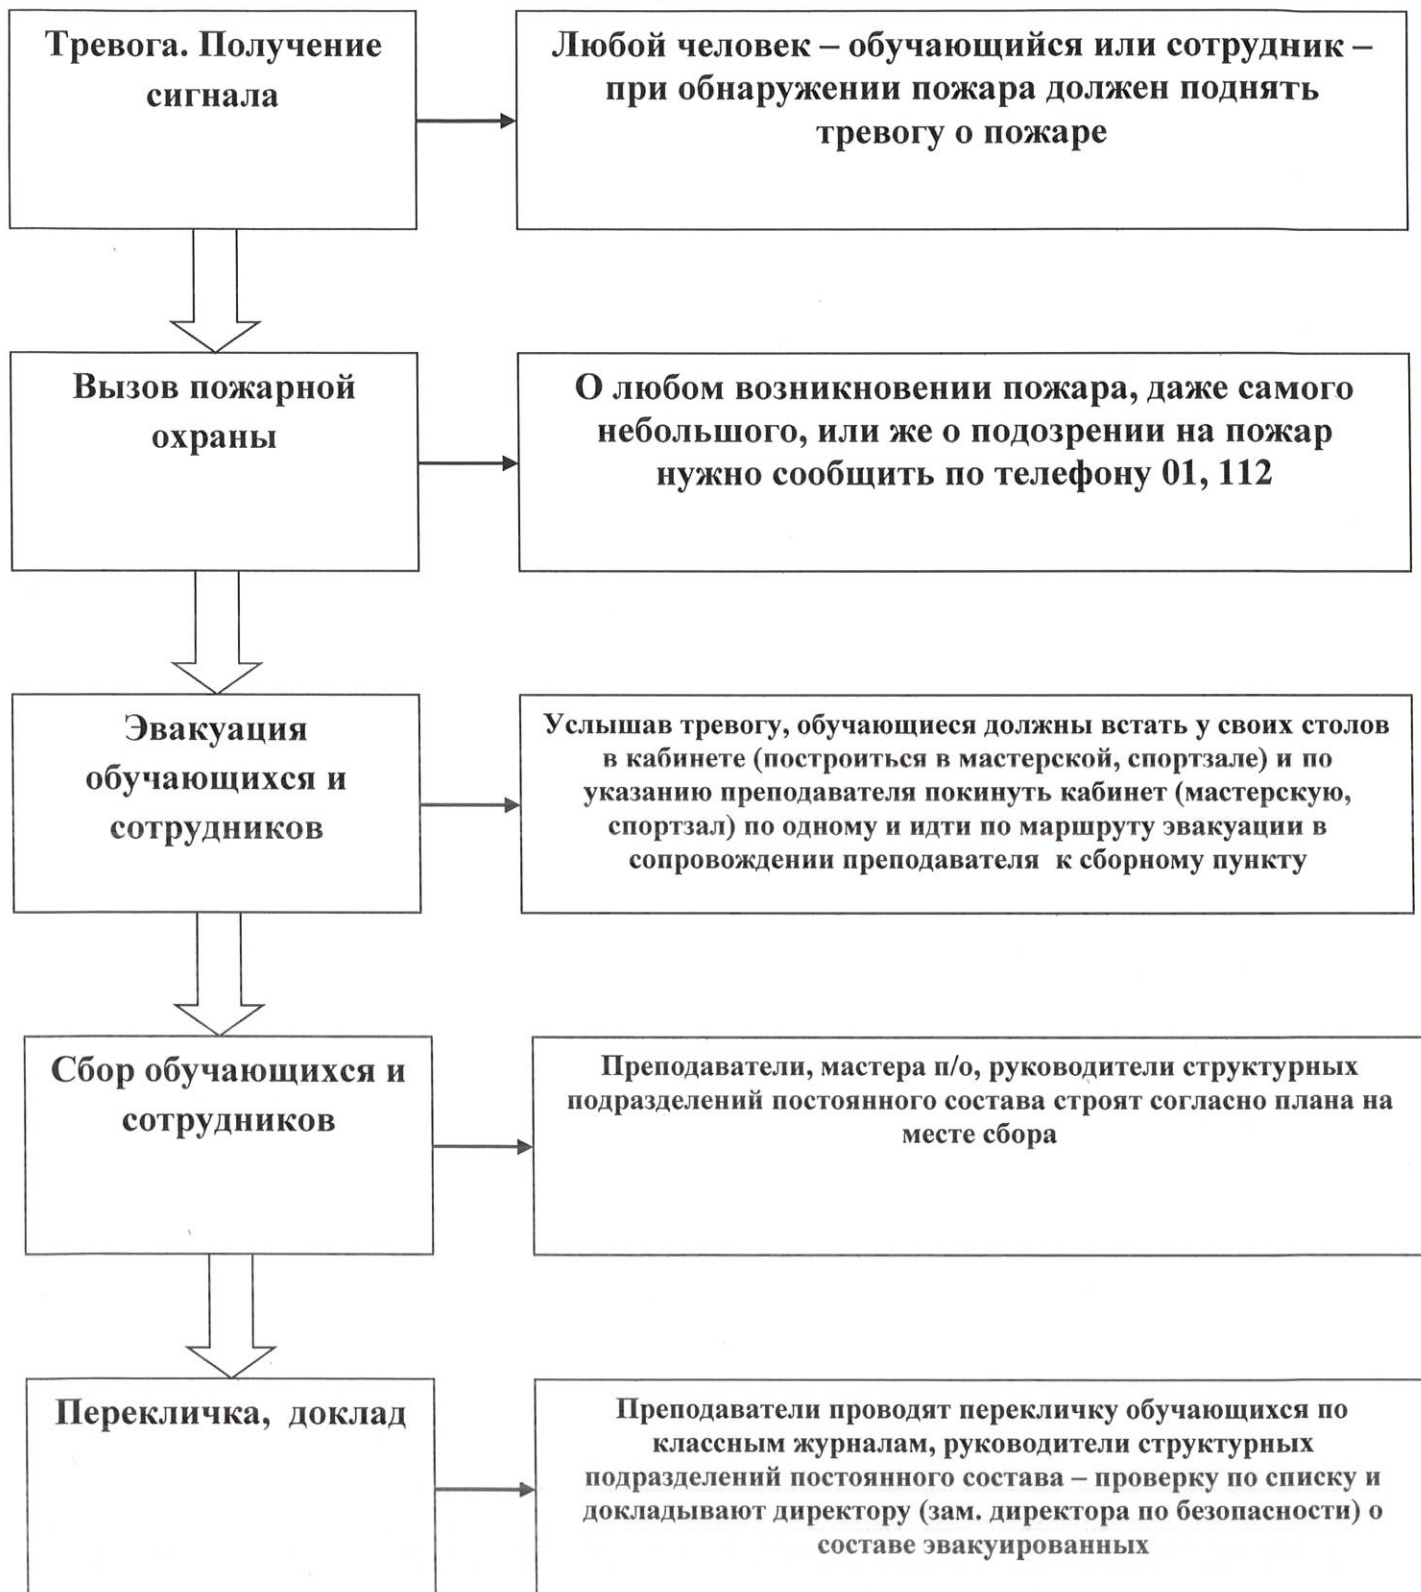 Тревога. Получение
сигнала
Любой человек – обучающийся или сотрудник –
при обнаружении пожара должен поднять
тревогу о пожаре
Вызов пожарной
охраны
О любом возникновении пожара, даже самого
небольшого, или же о подозрении на пожар
нужно сообщить по телефону 01, 112
Эвакуация
обучающихся и
сотрудников
Услышав тревогу, обучающиеся должны встать у своих столов
в кабинете (построиться в мастерской, спортзале) и по
указанию преподавателя покинуть кабинет (мастерскую,
спортзал) по одному и идти по маршруту эвакуации в
сопровождении преподавателя к сборному пункту
Сбор обучающихся и
сотрудников
Преподаватели, мастера п/о, руководители структурных
подразделений постоянного состава строят согласно плана на
месте сбора
Перекличка, доклад
Преподаватели проводят перекличку обучающихся по
классным журналам, руководители структурных
подразделений постоянного состава – проверку по списку и
докладывают директору (зам. директора по безопасности) о
составе эвакуированных